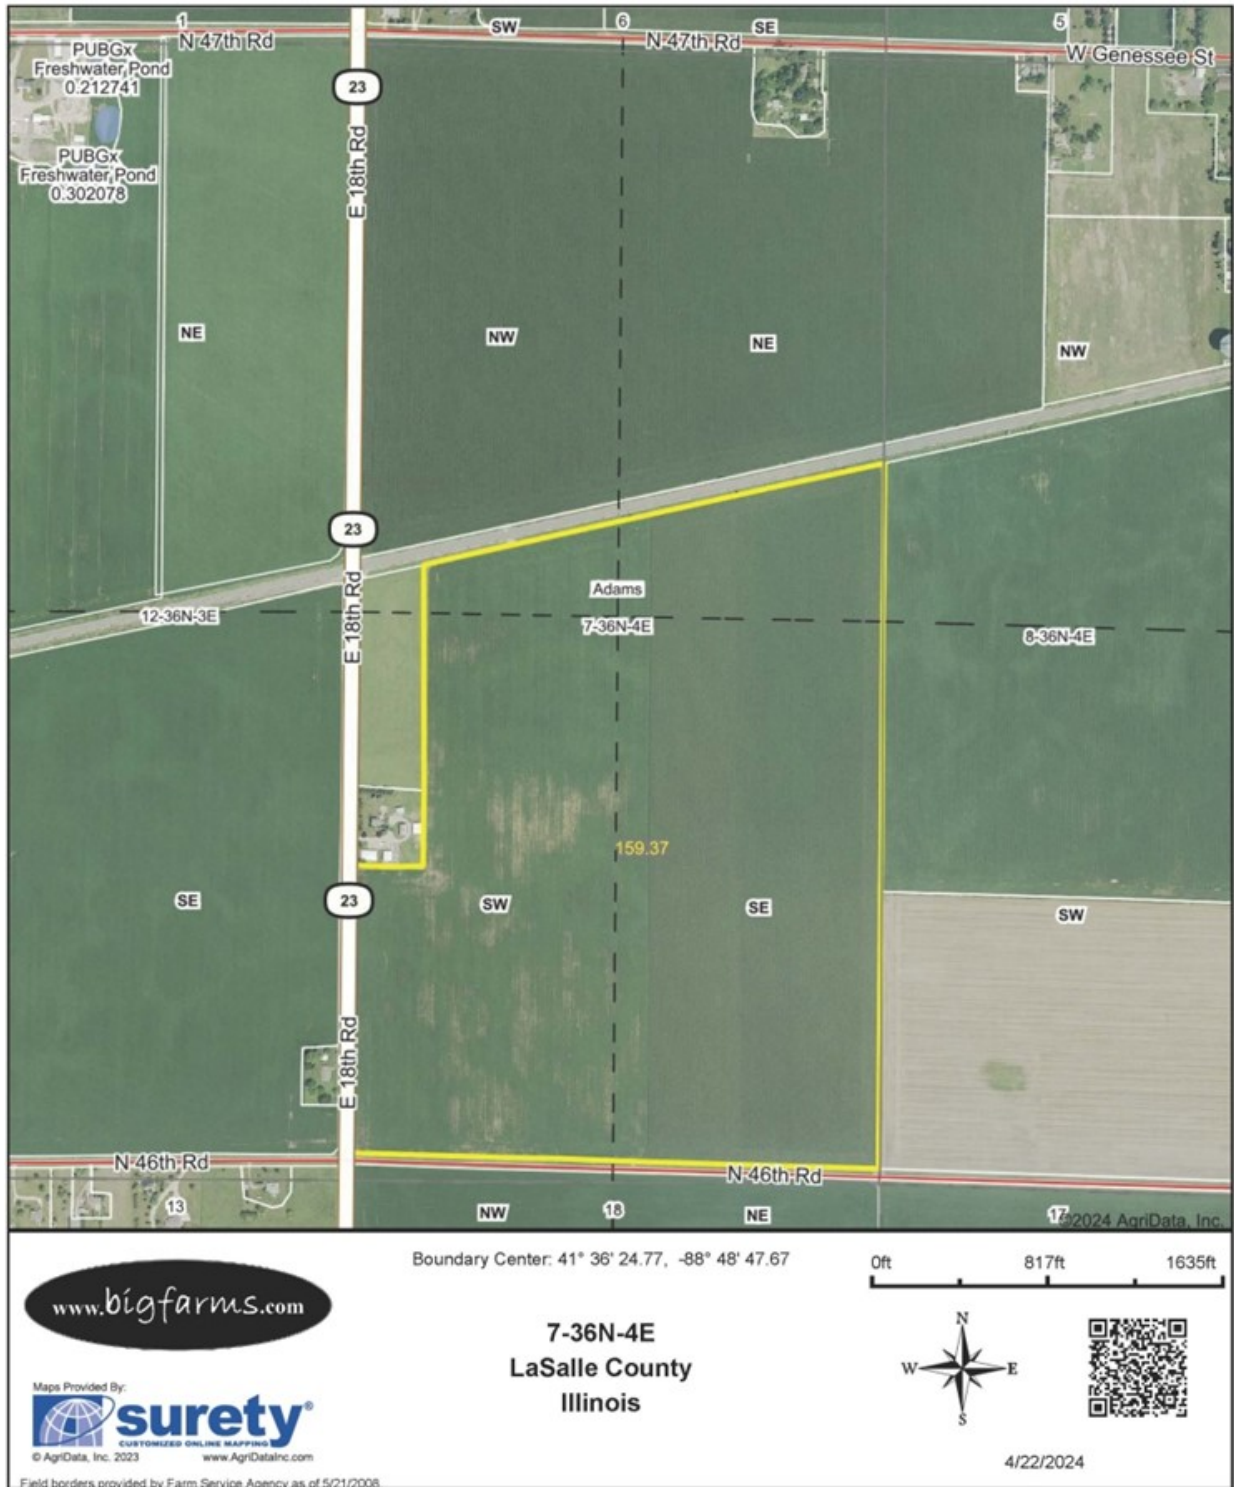 1
SW
6
SE
5
N 47th Rd
N 47th Rd
W Genessee St
PUBGx
Freshwater Pond
0.212741
23
PUBGx
Freshwater Pond
0.302078
E 18th Rd
NE
NW
NE
NW
23
E 18th Rd
Adams
12-36N-3E
7-36N-4E
8-36N-4E
159.37
SE
23
SW
SE
SW
E 18th Rd
N 46th Rd
N 46th Rd
13
NW
18
NE
17
©2024 AgriData, Inc.
Boundary Center: 41° 36' 24.77, -88° 48' 47.67
0ft 817ft 1635ft
www.bigfarms.com
7-36N-4E
LaSalle County
Illinois
N
W E
S
Maps Provided By:
surety®
CUSTOMIZED ONLINE MAPPING
© AgriData, Inc. 2023 www.AgriDataInc.com
4/22/2024
Field borders provided by Farm Service Agency as of 5/21/2008.